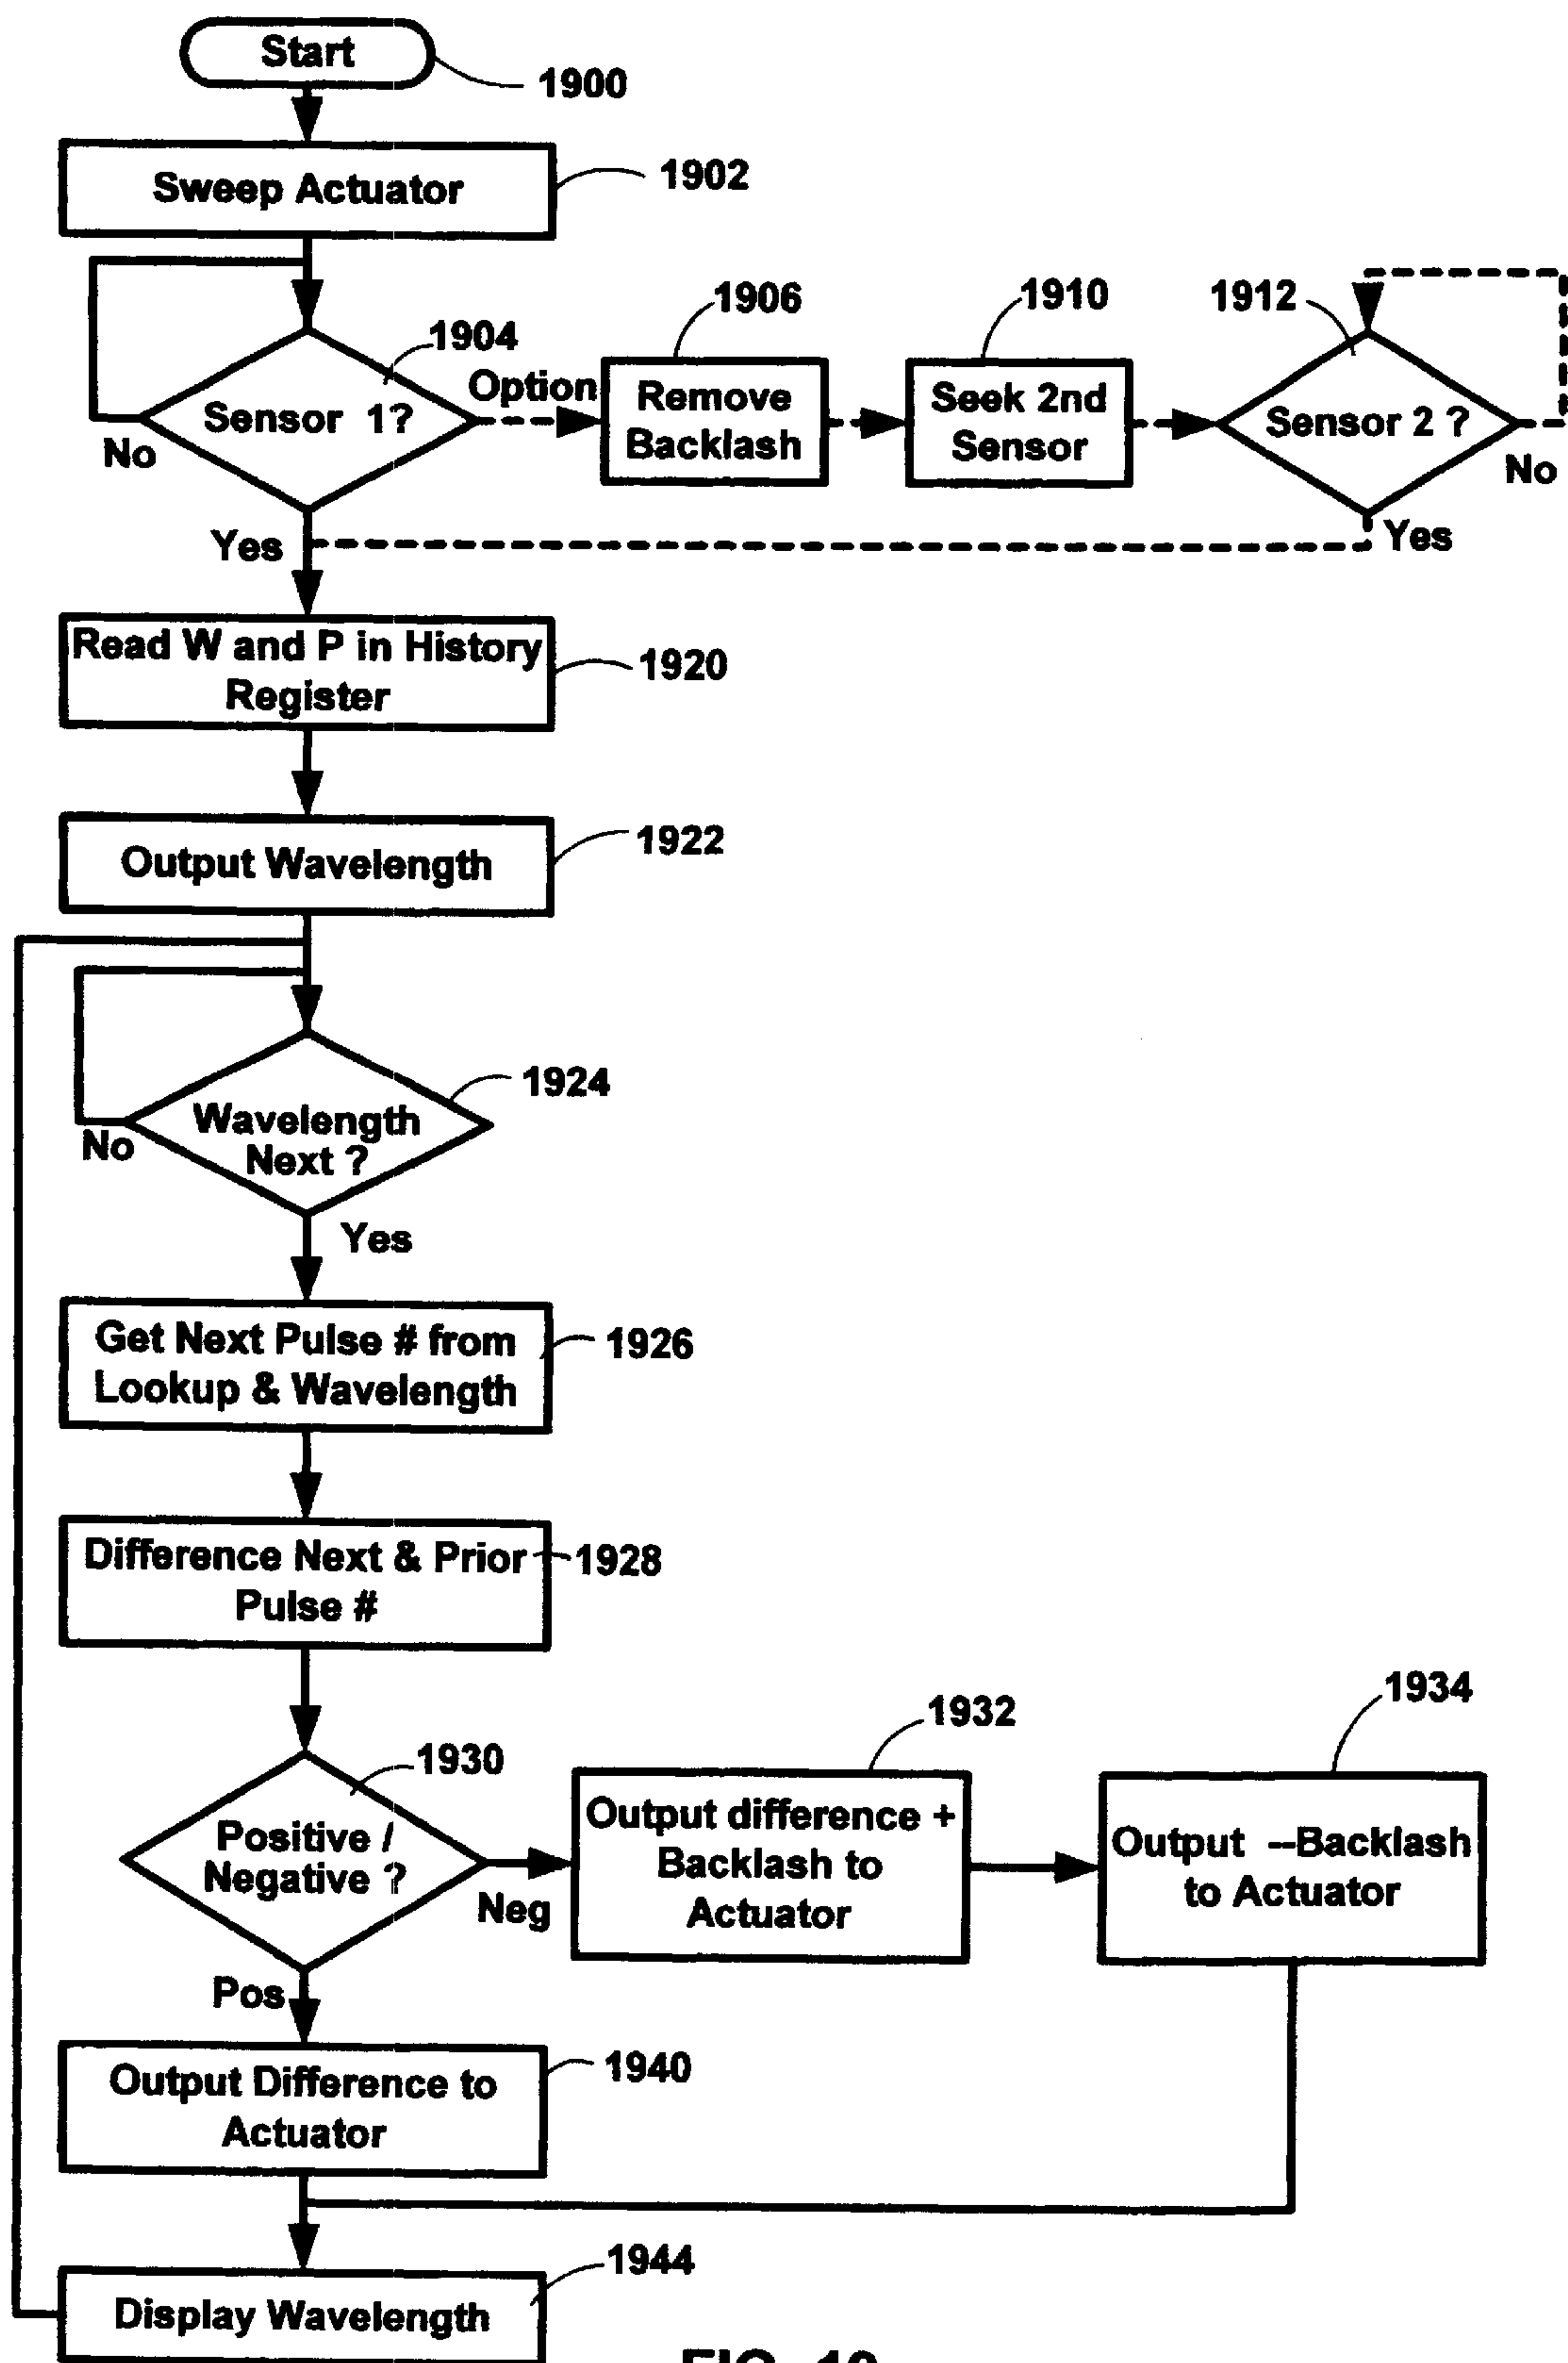 Start
1900
Sweep Actuator
1902
Sensor 1?
1904
No
Option
Yes
Remove
Backlash
1906
Seek 2nd
Sensor
1910
Sensor 2 ?
1912
No
Yes
Read W and P in History
Register
1920
Output Wavelength
1922
Wavelength
Next ?
1924
No
Yes
Get Next Pulse # from
Lookup & Wavelength
1926
Difference Next & Prior
Pulse #
1928
Positive /
Negative ?
1930
Neg
Pos
Output difference +
Backlash to
Actuator
1932
Output --Backlash
to Actuator
1934
Output Difference to
Actuator
1940
Display Wavelength
1944